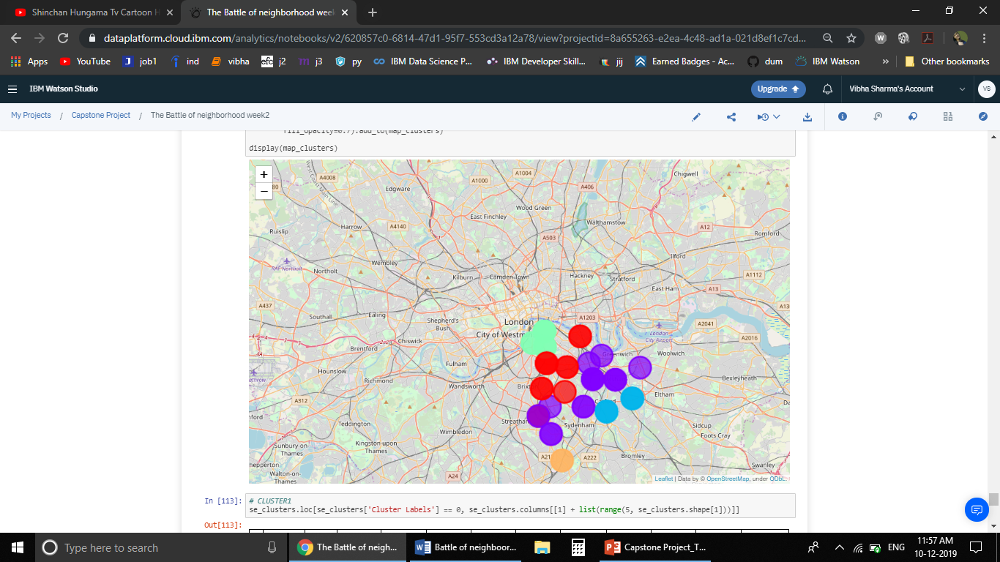 Shinchan Hungama Tv Cartoon H
The Battle of neighborhood wee
dataplatform.cloud.ibm.com/analytics/notebooks/v2/620857c0-6814-47d1-95f7-553cd3a12a78/view?projectid=8a655263-e2ea-4c48-ad1a-021d8ef1c7cd...
Apps YouTube job1 ind vibha j2 j3 py IBM Data Science P... IBM Developer Skill... jij Earned Badges - Ac... dum IBM Watson » Other bookmarks
IBM Watson Studio Upgrade Vibha Sharma's Account VS
My Projects / Capstone Project / The Battle of neighborhood week2
fill_opacity=0.7).add_to(map_clusters)
display(map_clusters)
+
−
A4008
West Coast Main Line
80
A1000
A1004
Chigwell
Edgware
A406
Wood Green
East Finchley
Walthamstow
Ruislip
Harrow
A4140
A12
Romford
A503
Wembley
Ilford
RAF Northolt
Northolt
Kilburn
Camden Town
Hackney
Stratford
A1112
East Ham
A13
A437
A13
Southall
Ealing
Shepherd's
Bush
London
A1203
A2041
City of Westm
London
City Airport
A2016
Chiswick
Brentford
Greenwich
Woolwich
Fulham
Hounslow
Richmond
Wandsworth
Brixt
Bexleyheath
A312
Eltham
Streatha
Sydenham
Teddington
Wimbledon
Sidcup
Kingston upon
Thames
Foots Cray
Sunbury-on-
Thames
A21
A222
Bromley
hepperton
Walton-on-
Thames
A24
Swanley
Leaflet | Data by © OpenStreetMap, under ODbL.
In [113]: # CLUSTER1
se_clusters.loc[se_clusters['Cluster Labels'] == 0, se_clusters.columns[[1] + list(range(5, se_clusters.shape[1]))]]
Out[113]:
Type here to search
The Battle of neigh...
Battle of neighboor...
Capstone Project_T...
ENG
11:57 AM
10-12-2019